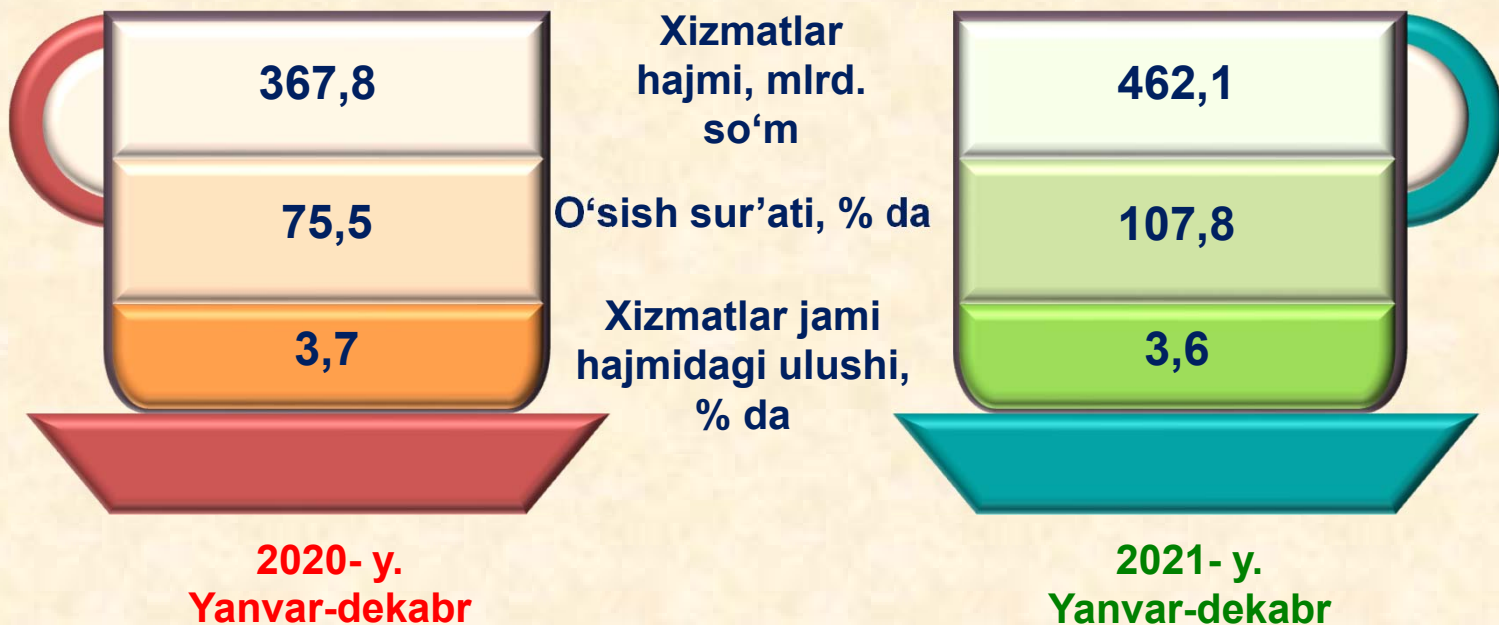 367,8
75,5
3,7
Xizmatlar
hajmi, mlrd.
so‘m
O‘sish sur’ati, % da
Xizmatlar jami
hajmidagi ulushi,
% da
462,1
107,8
3,6
2020- y.
Yanvar-dekabr
2021- y.
Yanvar-dekabr